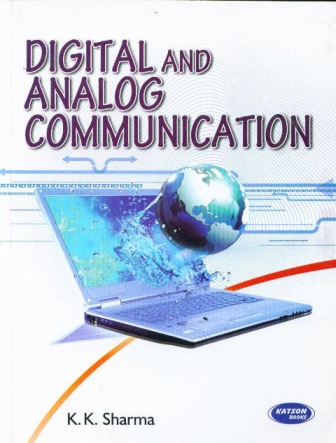 DIGITAL AND
ANALOG
COMMUNICATION
K.K. Sharma
KATSON
BOOKS